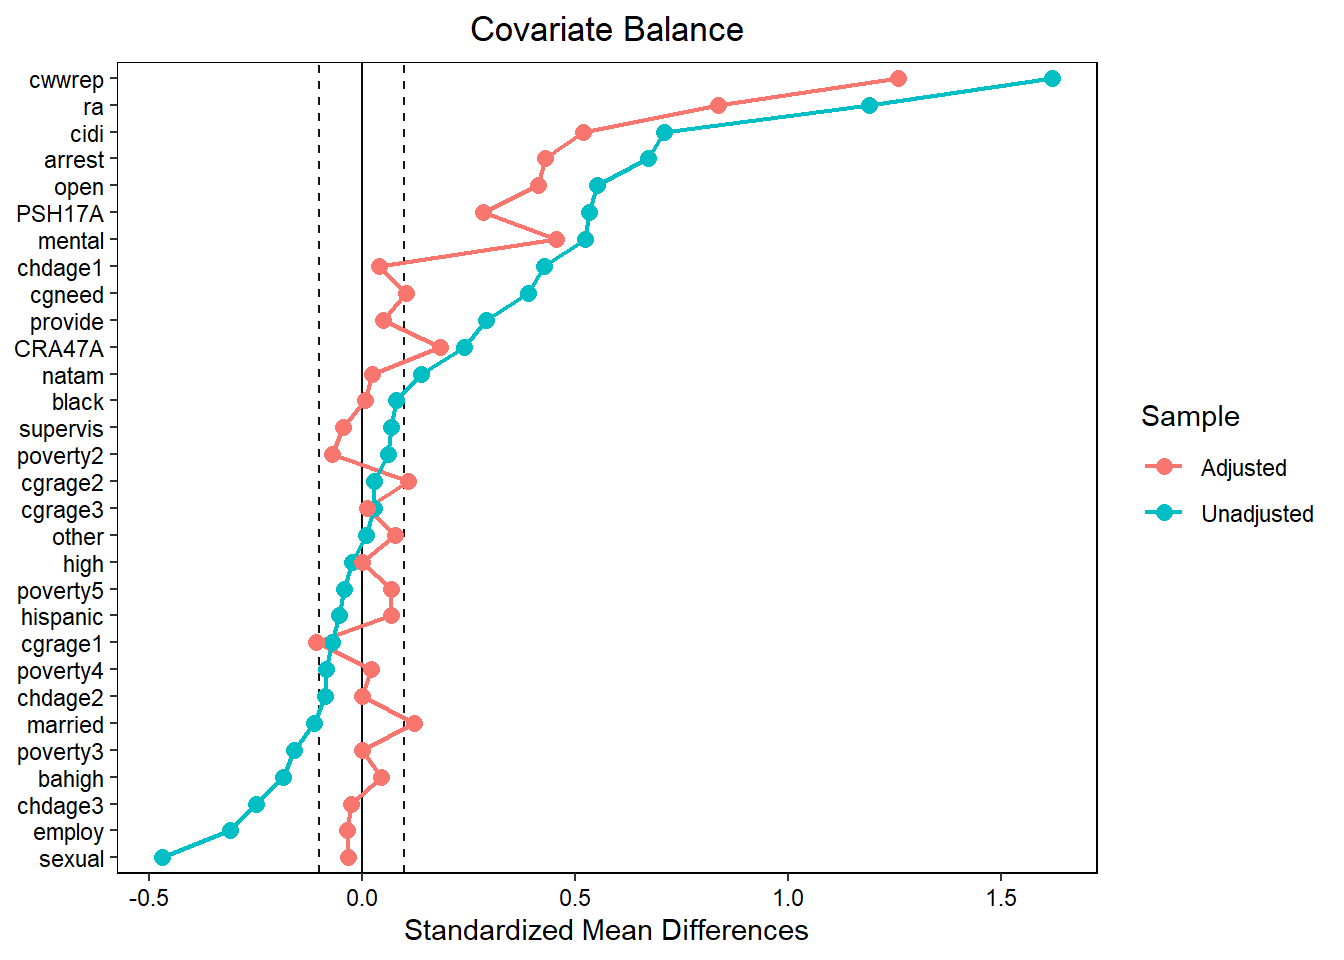 Covariate Balance
cwwrep
ra
cidi
arrest
open
PSH17A
mental
chdage1
cgneed
provide
CRA47A
natam
black
supervis
poverty2
cgrage2
cgrage3
other
high
poverty5
hispanic
cgrage1
poverty4
chdage2
married
poverty3
bahigh
chdage3
employ
sexual
-0.5 0.0 0.5 1.0 1.5
Standardized Mean Differences
Sample
Adjusted
Unadjusted